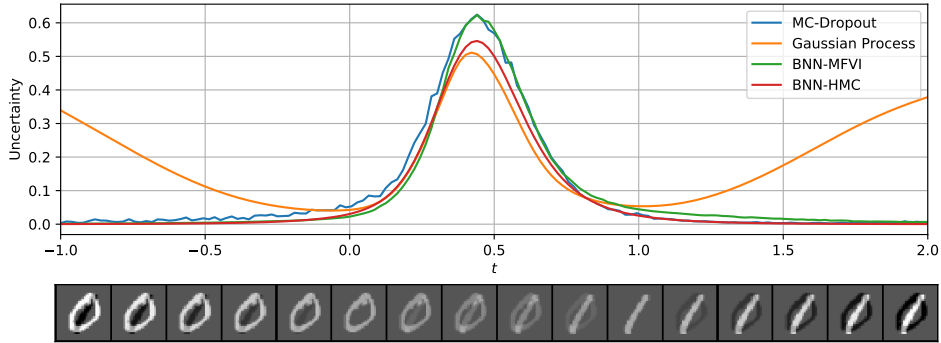 0.6
0.5
0.4
0.3
0.2
0.1
0.0
Uncertainty
MC-Dropout
Gaussian Process
BNN-MFVI
BNN-HMC
−1.0 −0.5 0.0 0.5 1.0 1.5 2.0
t